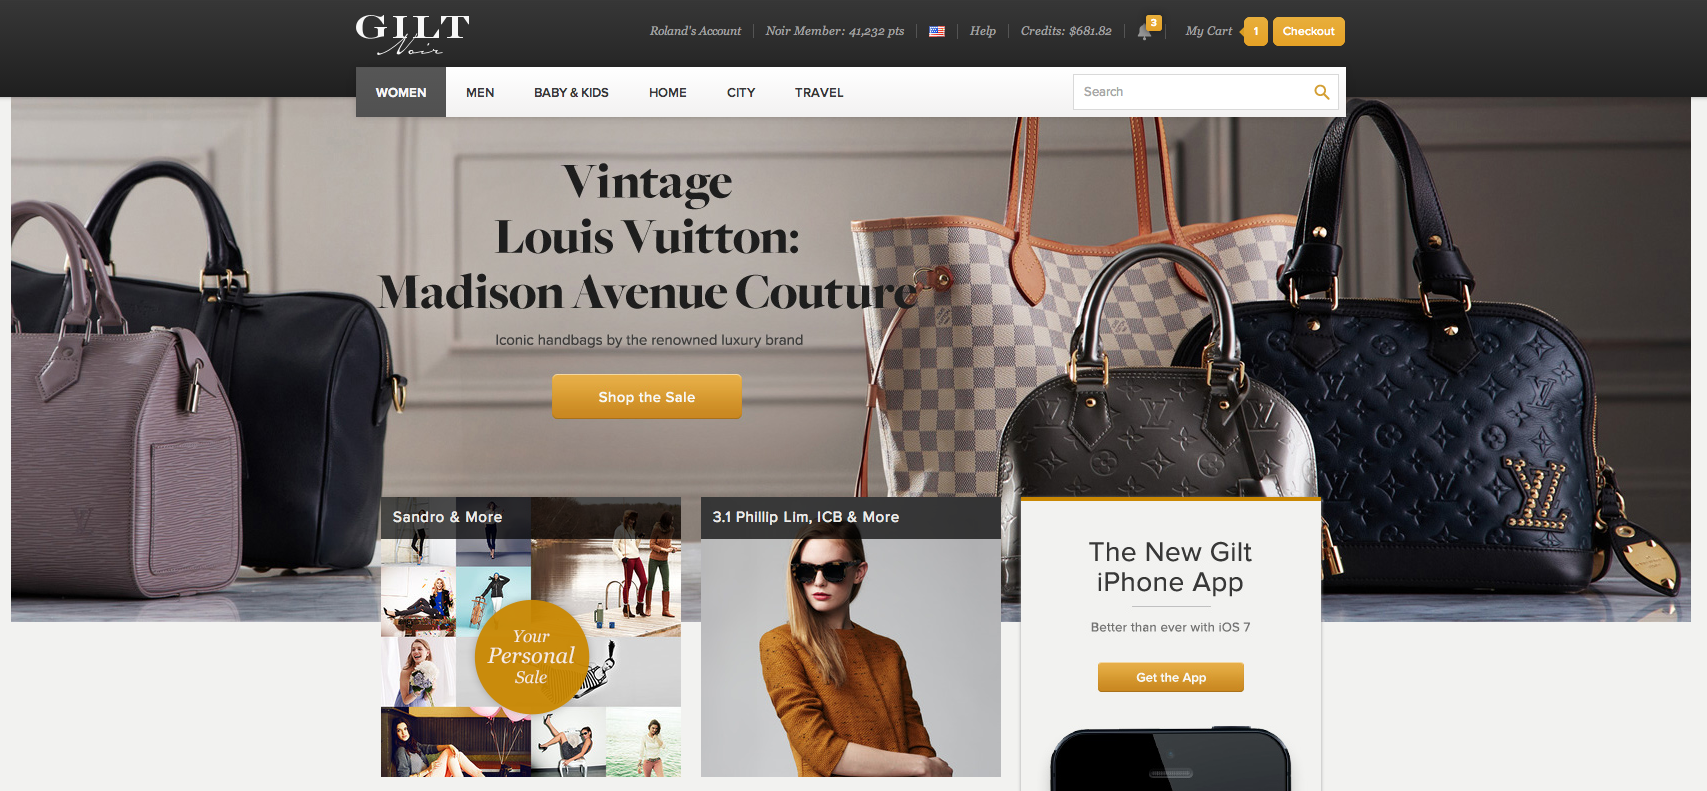 GILT
Noir
Roland's Account
Noir Member: 41,232 pts
Help
Credits: $681.82
3
My Cart
1
Checkout
WOMEN
MEN
BABY & KIDS
HOME
CITY
TRAVEL
Search
Vintage
Louis Vuitton:
Madison Avenue Couture
Iconic handbags by the renowned luxury brand
Shop the Sale
Sandro & More
Your
Personal
Sale
3.1 Phillip Lim, ICB & More
The New Gilt
iPhone App
Better than ever with iOS 7
Get the App